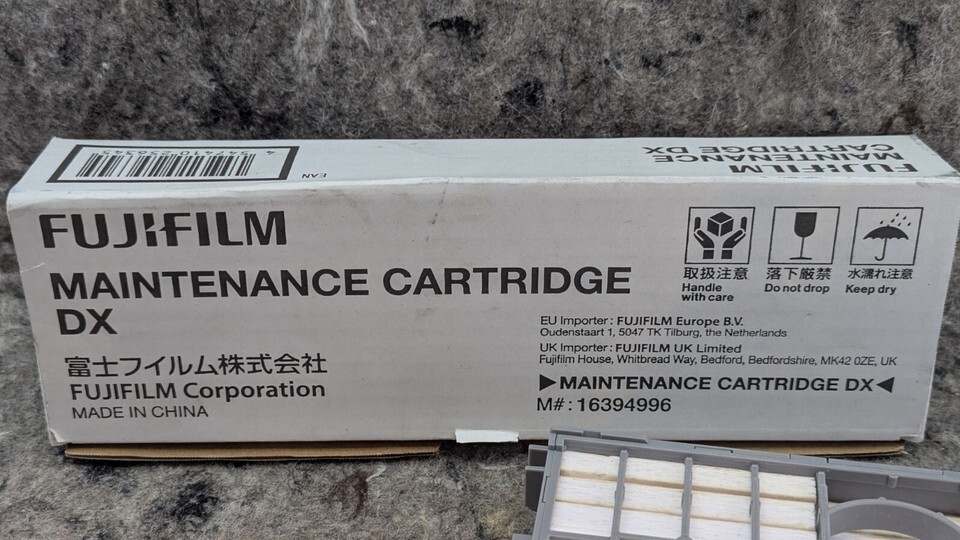 4 547410 256345
EAN
FUJIFILM
MAINTENANCE
CARTRIDGE DX
FUJIFILM
MAINTENANCE CARTRIDGE
DX
富士フイルム株式会社
FUJIFILM Corporation
MADE IN CHINA
取扱注意
Handle
with care
落下厳禁
Do not drop
水濡れ注意
Keep dry
EU Importer : FUJIFILM Europe B.V.
Oudenstaart 1, 5047 TK Tilburg, the Netherlands
UK Importer : FUJIFILM UK Limited
Fujifilm House, Whitbread Way, Bedford, Bedfordshire, MK42 0ZE, UK
▶MAINTENANCE CARTRIDGE DX◀
M# : 16394996